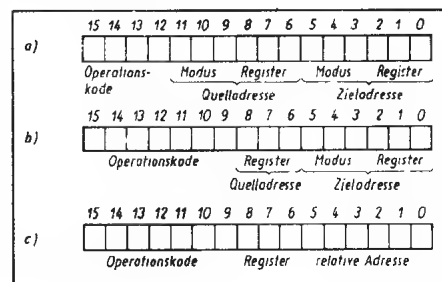 15 14 13 12 11 10 9 8 7 6 5 4 3 2 1 0
a)
Operations- Modus Register Modus Register
kode
Quelladresse Zieladresse
15 14 13 12 11 10 9 8 7 6 5 4 3 2 1 0
b)
Operationskode Register Modus Register
Quelladresse Zieladresse
15 14 13 12 11 10 9 8 7 6 5 4 3 2 1 0
c)
Operationskode Register relative Adresse